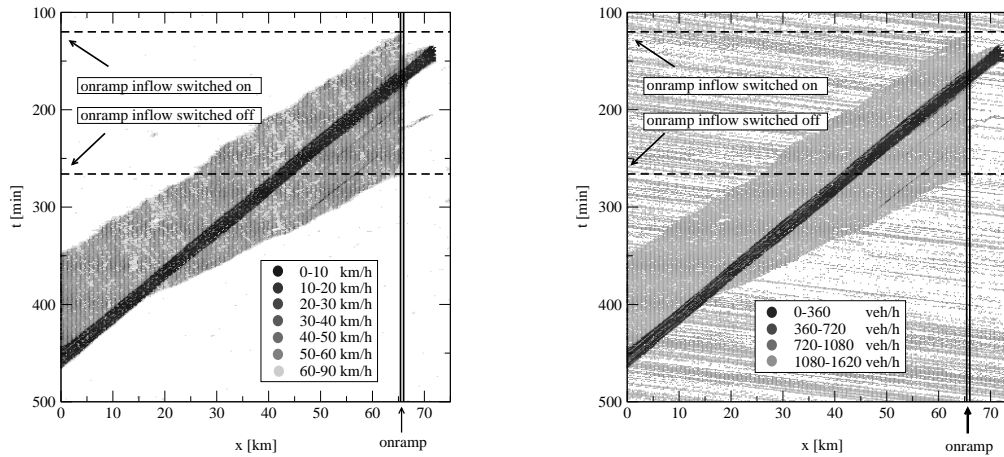 100
200
300
400
500
t [min]
0 10 20 30 40 50 60 70
x [km]
onramp inflow switched on
onramp inflow switched off
0-10 km/h
10-20 km/h
20-30 km/h
30-40 km/h
40-50 km/h
50-60 km/h
60-90 km/h
onramp
100
200
300
400
500
t [min]
0 20 40 60
x [km]
onramp inflow switched on
onramp inflow switched off
0-360 veh/h
360-720 veh/h
720-1080 veh/h
1080-1620 veh/h
onramp